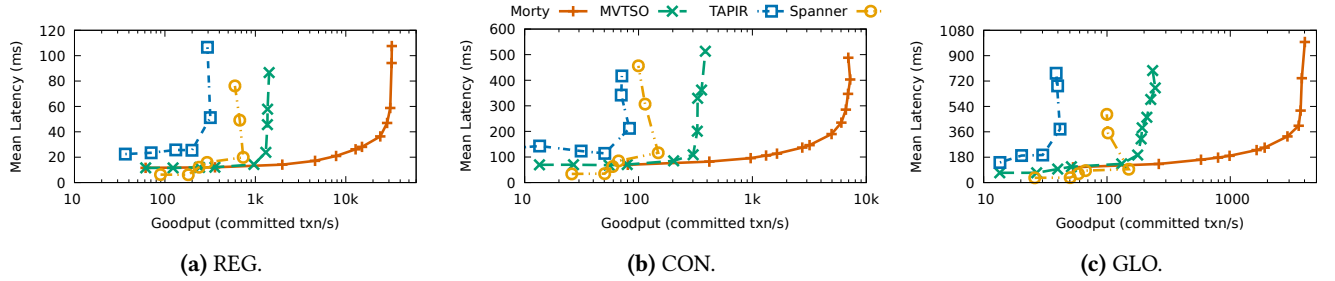 Morty MVTSO TAPIR Spanner
120
100
80
60
40
20
0
Mean Latency (ms)
10 100 1k 10k
Goodput (committed txn/s)
(a) REG.
600
500
400
300
200
100
0
Mean Latency (ms)
10 100 1k 10k
Goodput (committed txn/s)
(b) CON.
1080
900
720
540
360
180
0
Mean Latency (ms)
10 100 1000
Goodput (committed txn/s)
(c) GLO.